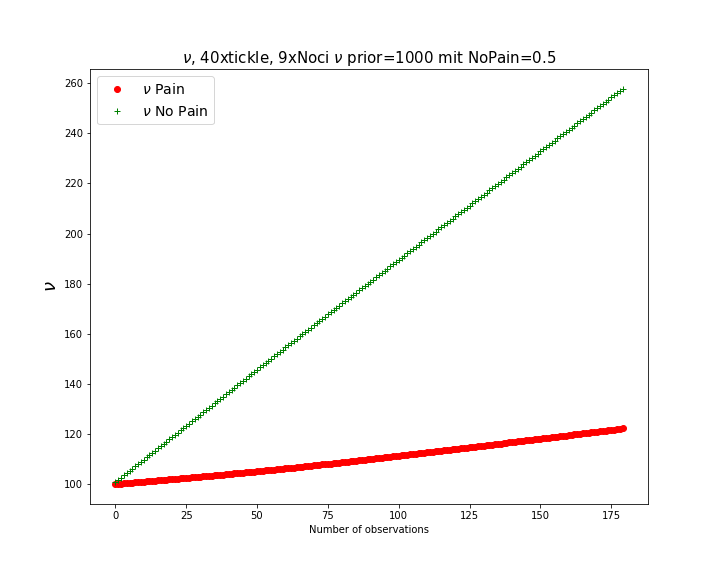 ν, 40xtickle, 9xNoci ν prior=1000 mit NoPain=0.5
ν Pain
ν No Pain
260
240
220
200
180
160
140
120
100
ν
0 25 50 75 100 125 150 175
Number of observations